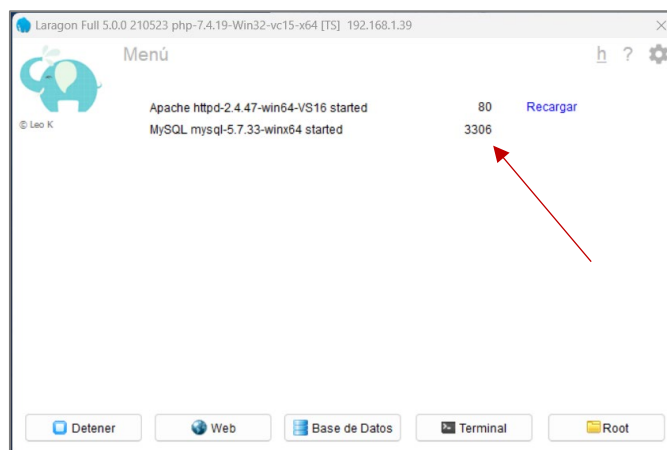 Laragon Full 5.0.0 210523 php-7.4.19-Win32-vc15-x64 [TS] 192.168.1.39
Menú h ?
Apache httpd-2.4.47-win64-VS16 started 80 Recargar
© Leo K
MySQL mysql-5.7.33-winx64 started 3306
Detener Web Base de Datos Terminal Root